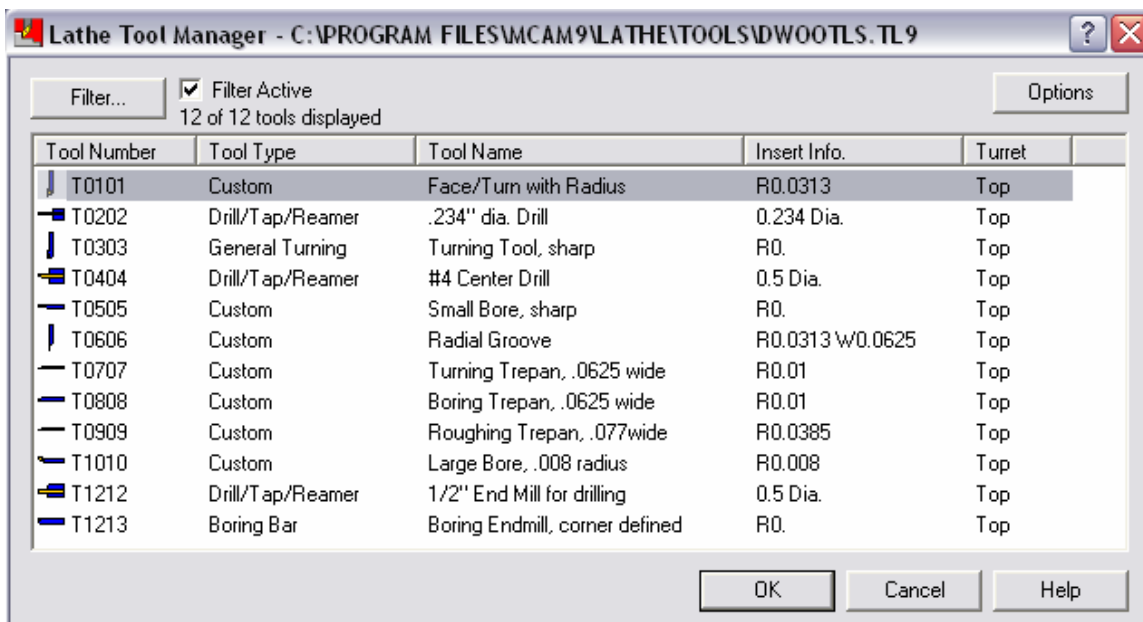 Lathe Tool Manager - C:\PROGRAM FILES\MCAM9\LATHE\TOOLS\DWOOTLS.TL9
Filter... Filter Active Options
12 of 12 tools displayed
Tool Number Tool Type Tool Name Insert Info. Turret
T0101 Custom Face/Turn with Radius R0.0313 Top
T0202 Drill/Tap/Reamer .234" dia. Drill 0.234 Dia. Top
T0303 General Turning Turning Tool, sharp R0. Top
T0404 Drill/Tap/Reamer #4 Center Drill 0.5 Dia. Top
T0505 Custom Small Bore, sharp R0. Top
T0606 Custom Radial Groove R0.0313 W0.0625 Top
T0707 Custom Turning Trepan, .0625 wide R0.01 Top
T0808 Custom Boring Trepan, .0625 wide R0.01 Top
T0909 Custom Roughing Trepan, .077wide R0.0385 Top
T1010 Custom Large Bore, .008 radius R0.008 Top
T1212 Drill/Tap/Reamer 1/2" End Mill for drilling 0.5 Dia. Top
T1213 Boring Bar Boring Endmill, corner defined R0. Top
OK Cancel Help